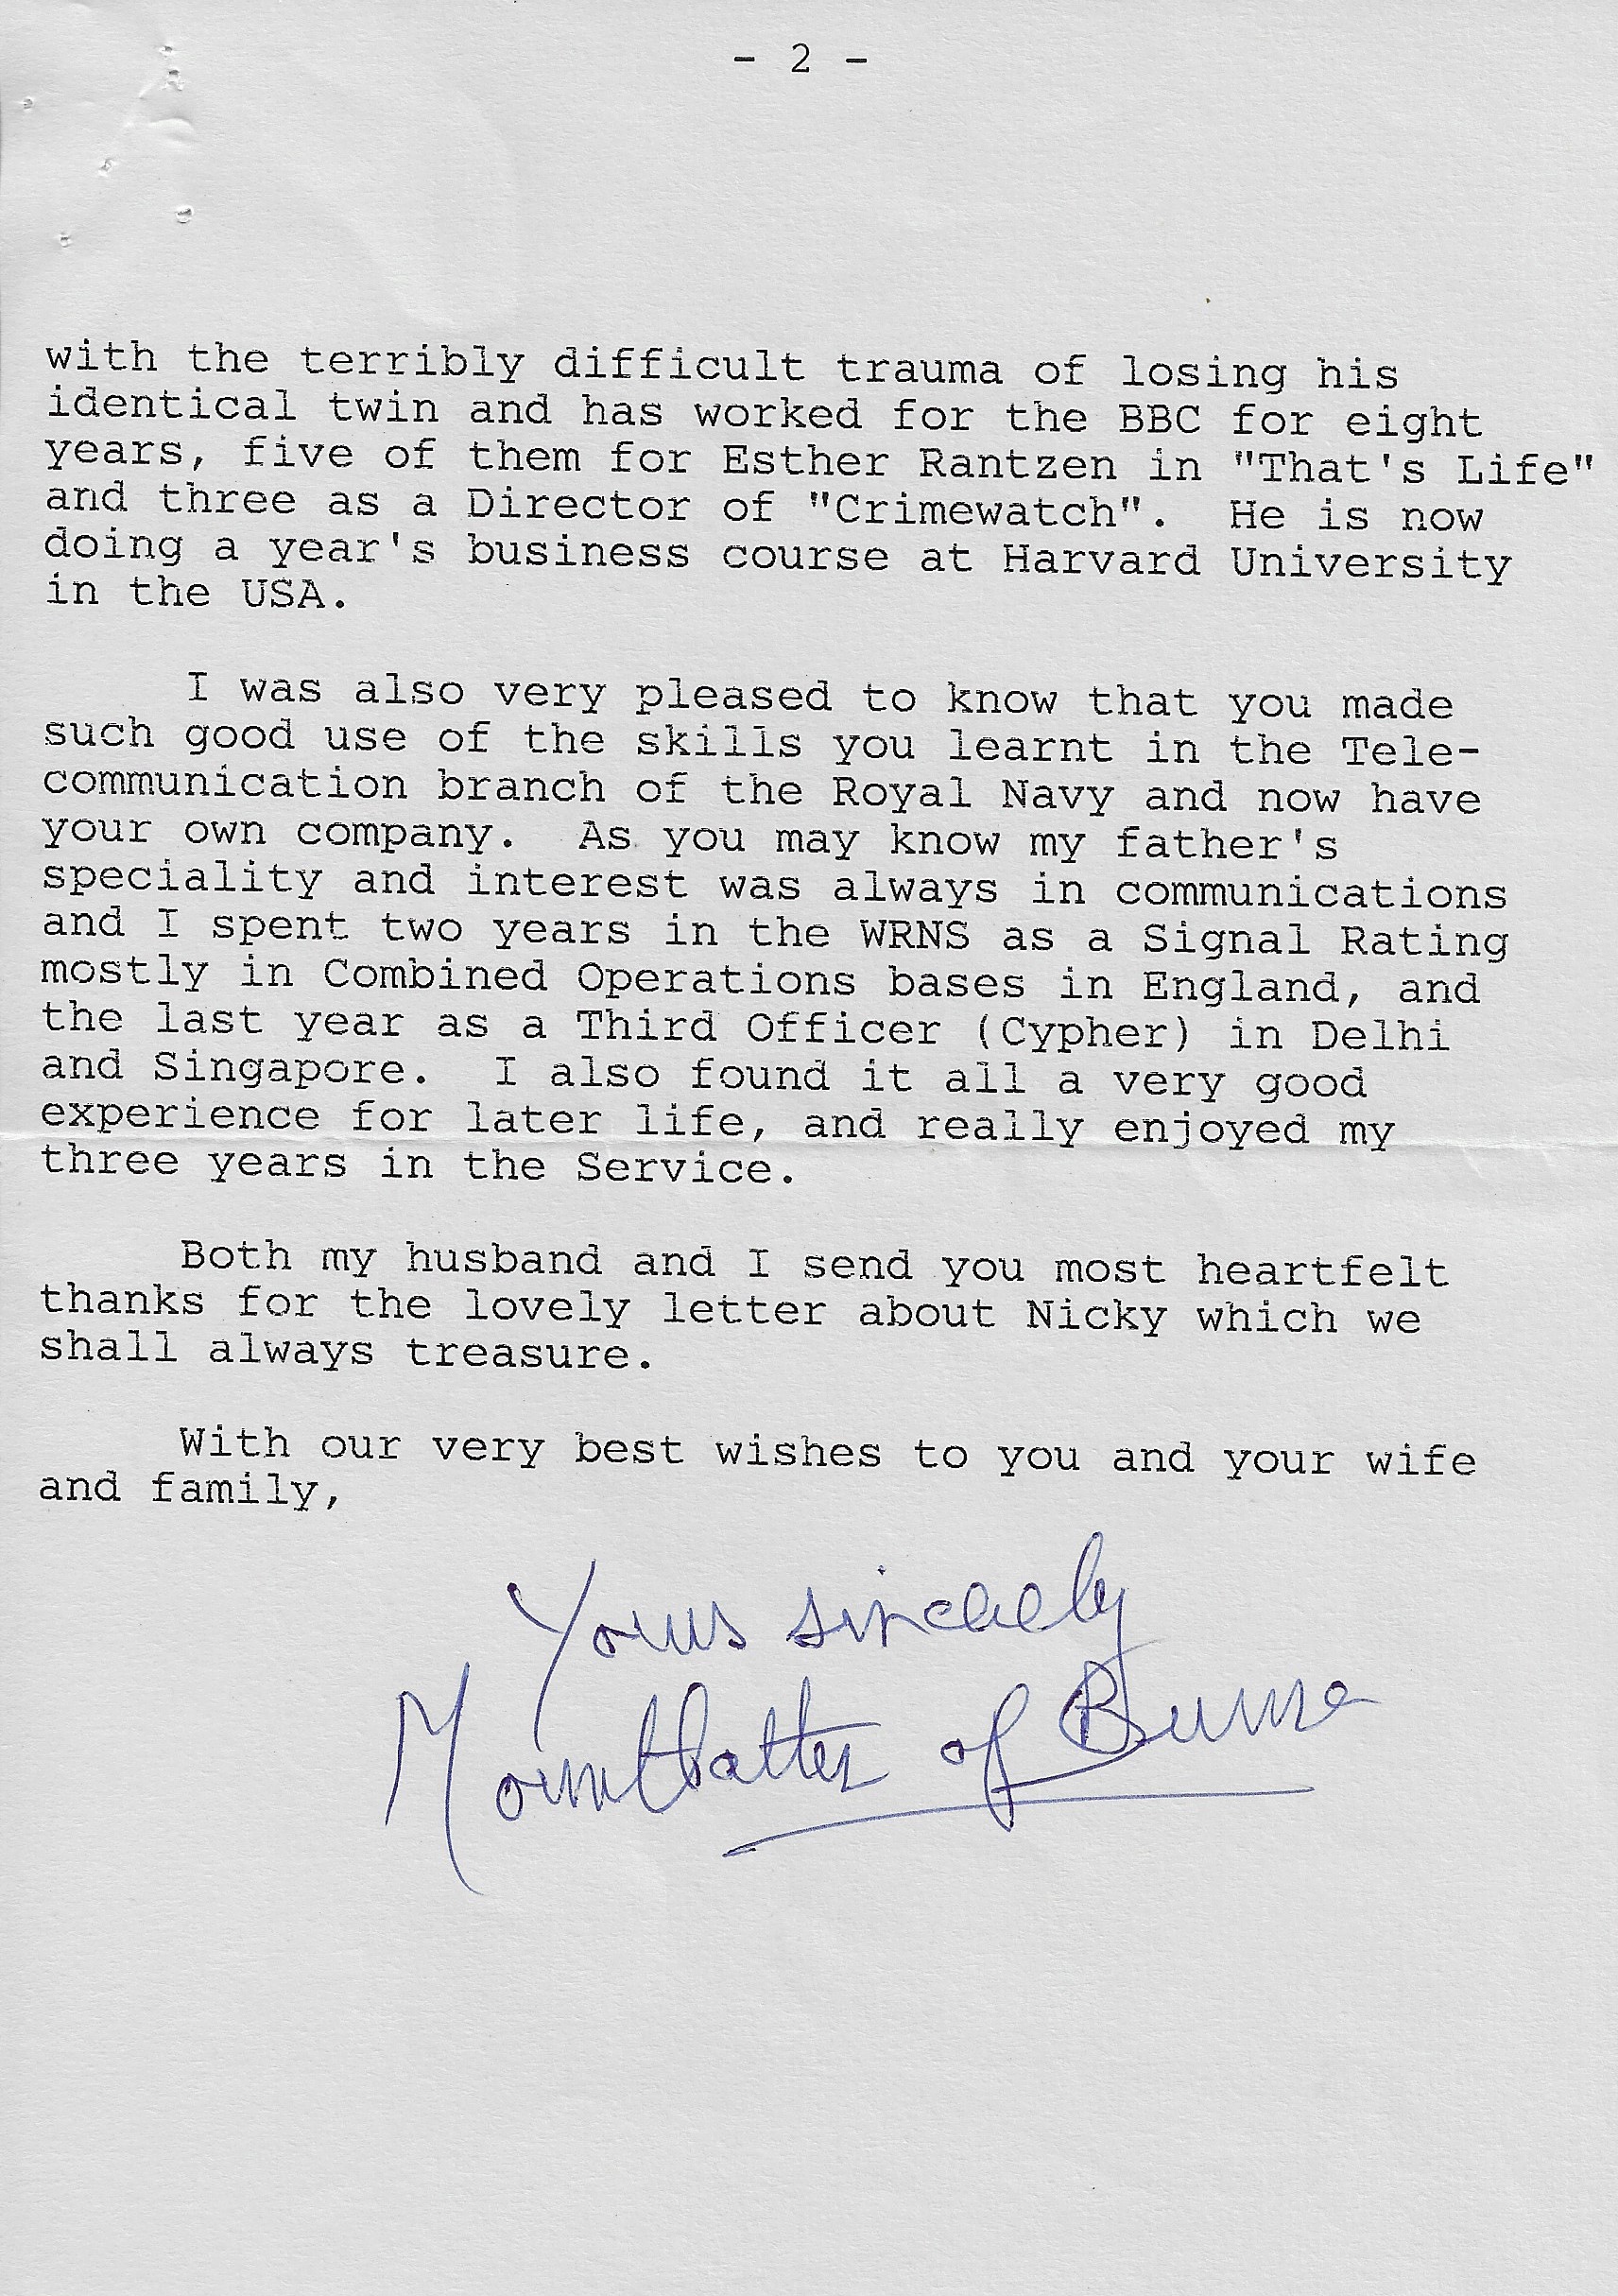 - 2 -
with the terribly difficult trauma of losing his
identical twin and has worked for the BBC for eight
years, five of them for Esther Rantzen in "That's Life"
and three as a Director of "Crimewatch".  He is now
doing a year's business course at Harvard University
in the USA.
I was also very pleased to know that you made
such good use of the skills you learnt in the Tele-
communication branch of the Royal Navy and now have
your own company.  As you may know my father's
speciality and interest was always in communications
and I spent two years in the WRNS as a Signal Rating
mostly in Combined Operations bases in England, and
the last year as a Third Officer (Cypher) in Delhi
and Singapore.  I also found it all a very good
experience for later life, and really enjoyed my
three years in the Service.
Both my husband and I send you most heartfelt
thanks for the lovely letter about Nicky which we
shall always treasure.
With our very best wishes to you and your wife
and family,
Yours sincerely
Mountbatten of Burma